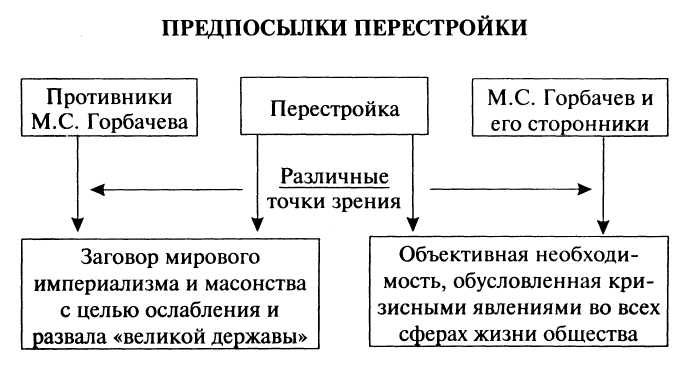 ПРЕДПОСЫЛКИ ПЕРЕСТРОЙКИ
Противники
М.С. Горбачева
Перестройка
М.С. Горбачев и
его сторонники
Различные
точки зрения
Заговор мирового
империализма и масонства
с целью ослабления и
развала «великой державы»
Объективная необходи-
мость, обусловленная кри-
зисными явлениями во всех
сферах жизни общества